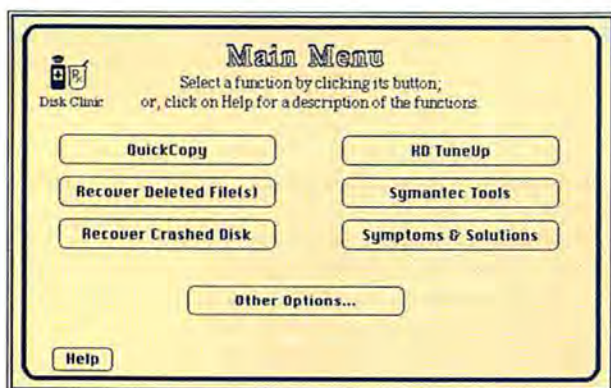 Main Menu
Select a function by clicking its button;
or, click on Help for a description of the functions.
Disk Clinic
QuickCopy
HD TuneUp
Recover Deleted File(s)
Symantec Tools
Recover Crashed Disk
Symptoms & Solutions
Other Options...
Help